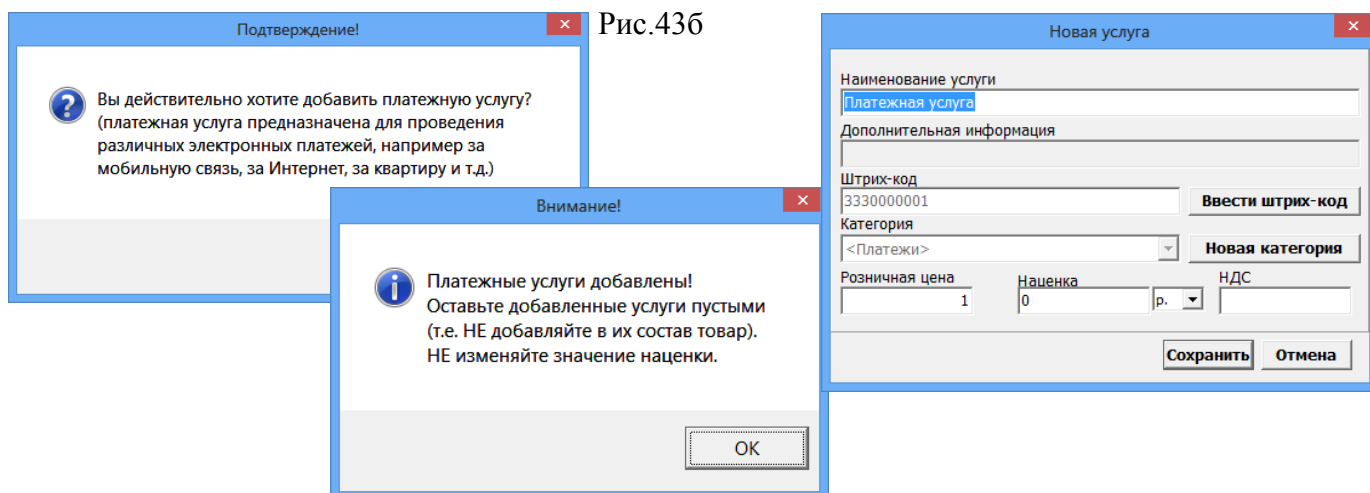 Подтверждение!
Вы действительно хотите добавить платежную услугу?
(платежная услуга предназначена для проведения
различных электронных платежей, например за
мобильную связь, за Интернет, за квартиру и т.д.)
Рис.43б
Внимание!
Платежные услуги добавлены!
Оставьте добавленные услуги пустыми
(т.е. НЕ добавляйте в их состав товар).
НЕ изменяйте значение наценки.
OK
Новая услуга
Наименование услуги
Платежная услуга
Дополнительная информация
Штрих-код
3330000001
Ввести штрих-код
Категория
<Платежи>
Новая категория
Розничная цена
Наценка
НДС
1
0
р.
Сохранить
Отмена